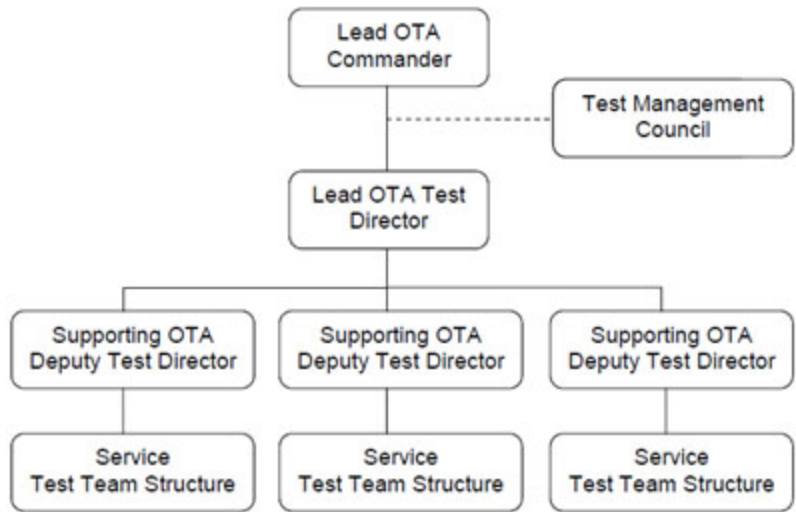 Lead OTA
Commander
Test Management
Council
Lead OTA Test
Director
Supporting OTA
Deputy Test Director
Supporting OTA
Deputy Test Director
Supporting OTA
Deputy Test Director
Service
Test Team Structure
Service
Test Team Structure
Service
Test Team Structure